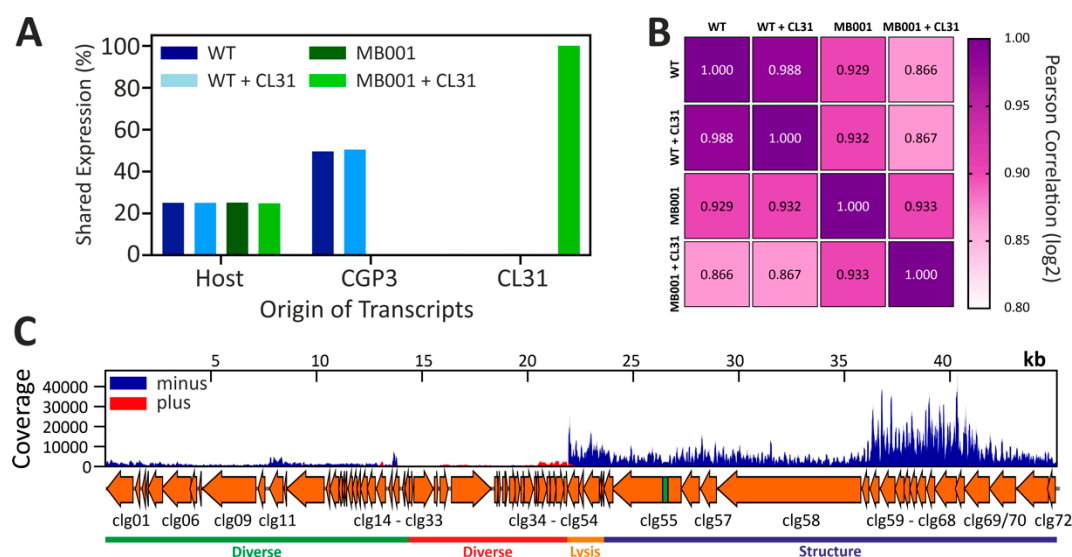 A
Shared Expression (%)
100
80
60
40
20
0
WT
WT + CL31
MB001
MB001 + CL31
Host
CGP3
CL31
Origin of Transcripts
B
WT
WT + CL31
MB001
MB001 + CL31
WT
1.000
0.988
0.929
0.866
WT + CL31
0.988
1.000
0.932
0.867
MB001
0.929
0.932
1.000
0.933
MB001 + CL31
0.866
0.867
0.933
1.000
1.00
0.95
0.90
0.85
0.80
Pearson Correlation (log2)
C
5
10
15
20
25
30
35
40
kb
Coverage
40000
30000
20000
10000
0
minus
plus
clg01
clg06
clg09
clg11
clg14 - clg33
clg34 - clg54
clg55
clg57
clg58
clg59 - clg68
clg69/70
clg72
Diverse
Diverse
Lysis
Structure